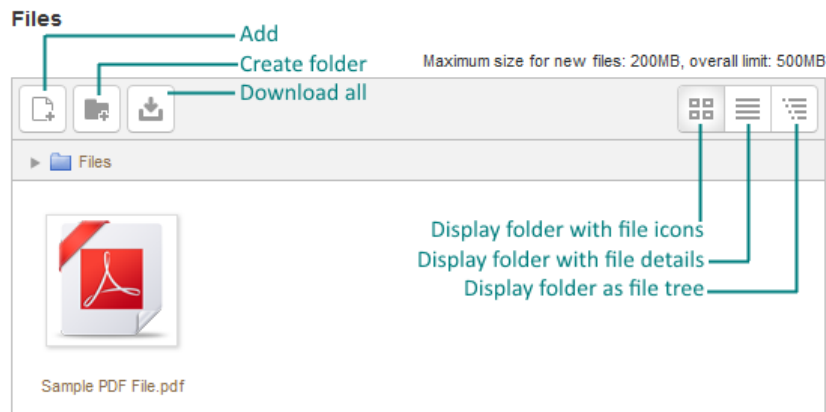 Files
Add
Create folder
Maximum size for new files: 200MB, overall limit: 500MB
Download all
Files
Display folder with file icons
Display folder with file details
Display folder as file tree
Sample PDF File.pdf